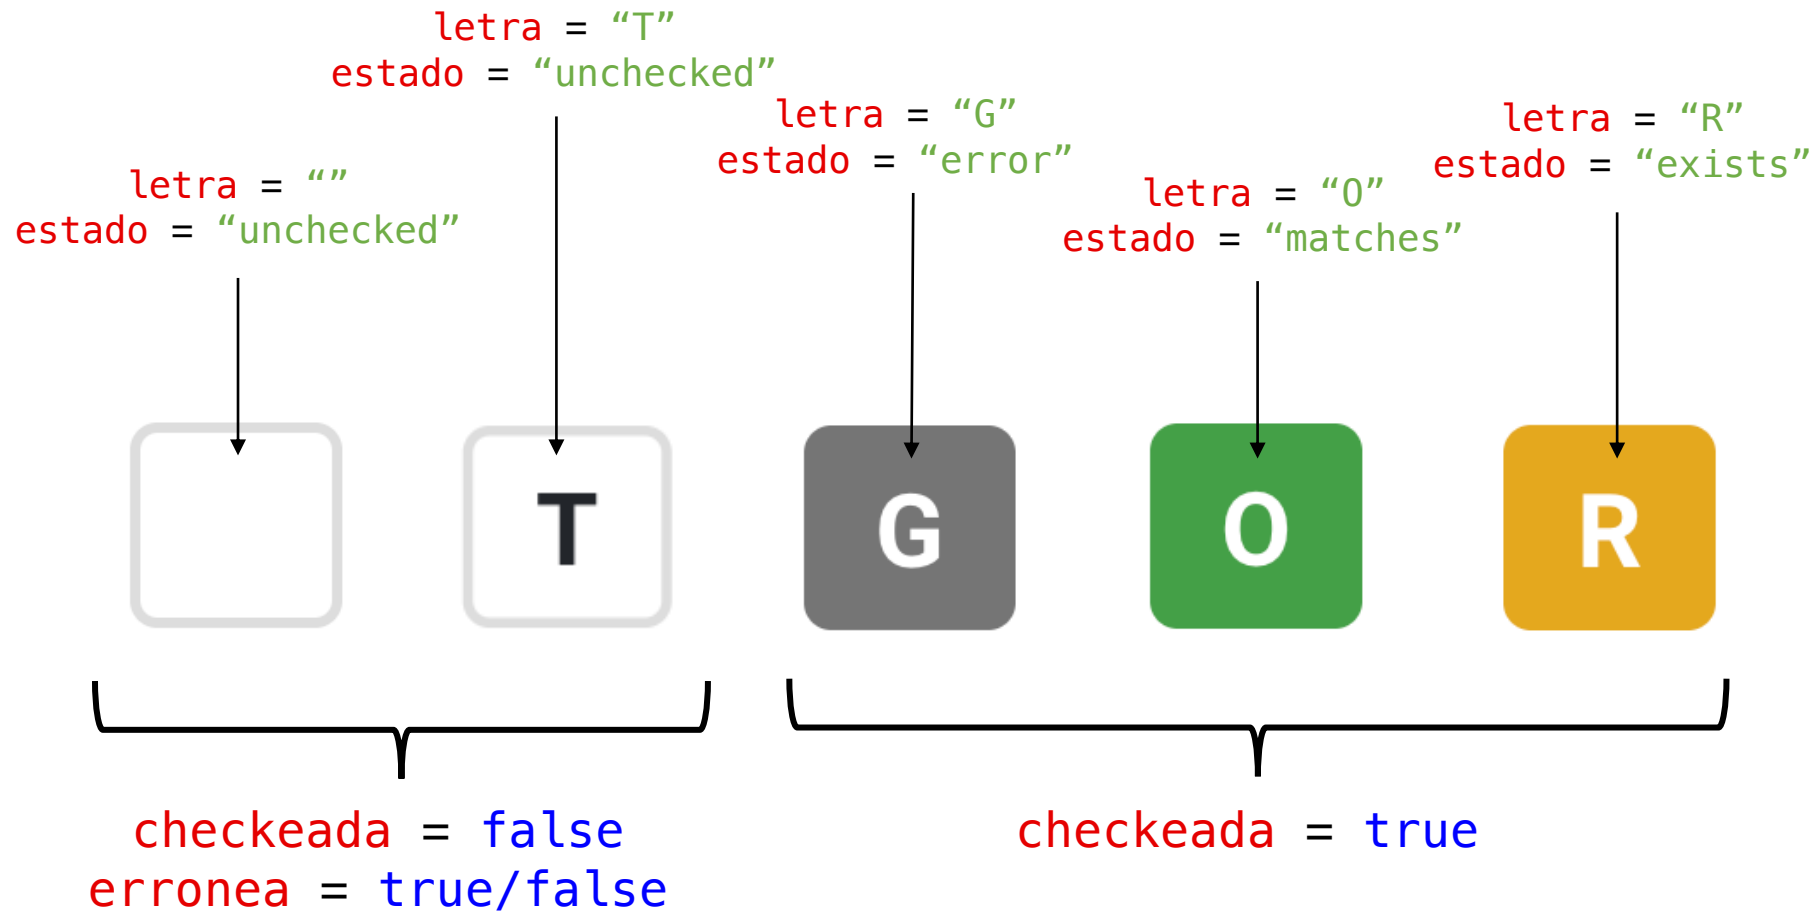 letra = “T”
estado = “unchecked”
letra = “G”
estado = “error”
letra = “R”
estado = “exists”
letra = “”
estado = “unchecked”
letra = “O”
estado = “matches”
T
G
O
R
checkeada = false
erronea = true/false
checkeada = true